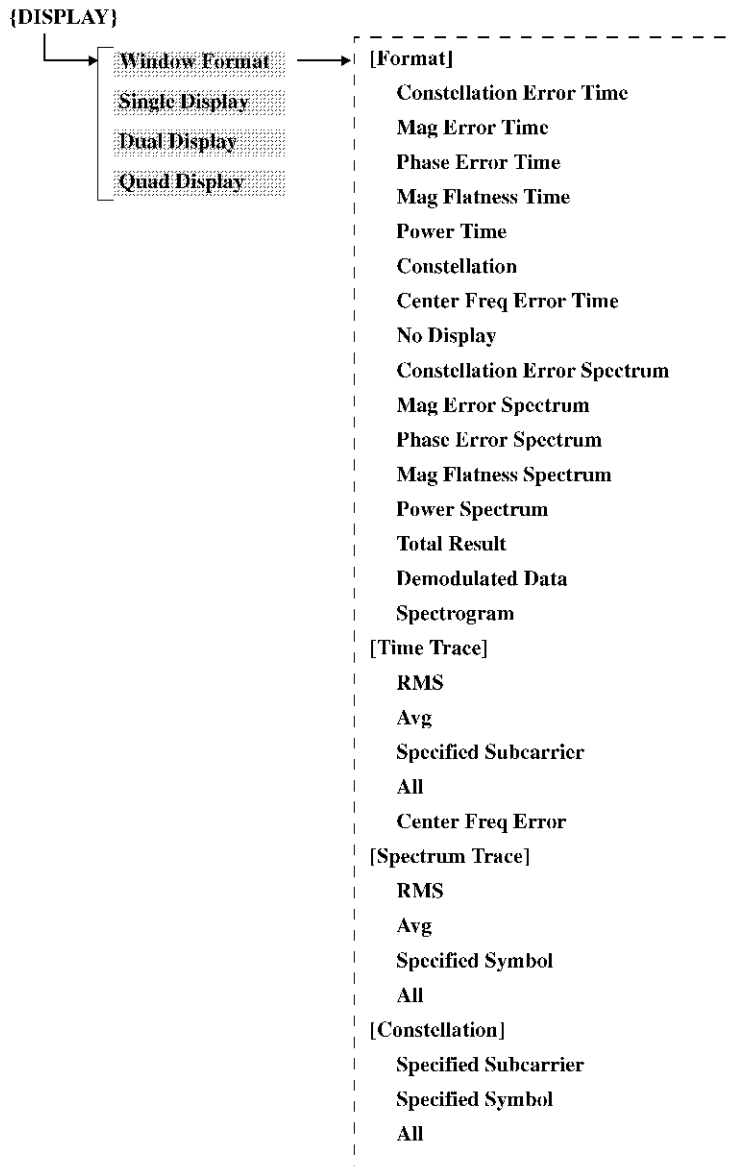 {DISPLAY}
Window Format
Single Display
Dual Display
Quad Display
[Format]
Constellation Error Time
Mag Error Time
Phase Error Time
Mag Flatness Time
Power Time
Constellation
Center Freq Error Time
No Display
Constellation Error Spectrum
Mag Error Spectrum
Phase Error Spectrum
Mag Flatness Spectrum
Power Spectrum
Total Result
Demodulated Data
Spectrogram
[Time Trace]
RMS
Avg
Specified Subcarrier
All
Center Freq Error
[Spectrum Trace]
RMS
Avg
Specified Symbol
All
[Constellation]
Specified Subcarrier
Specified Symbol
All